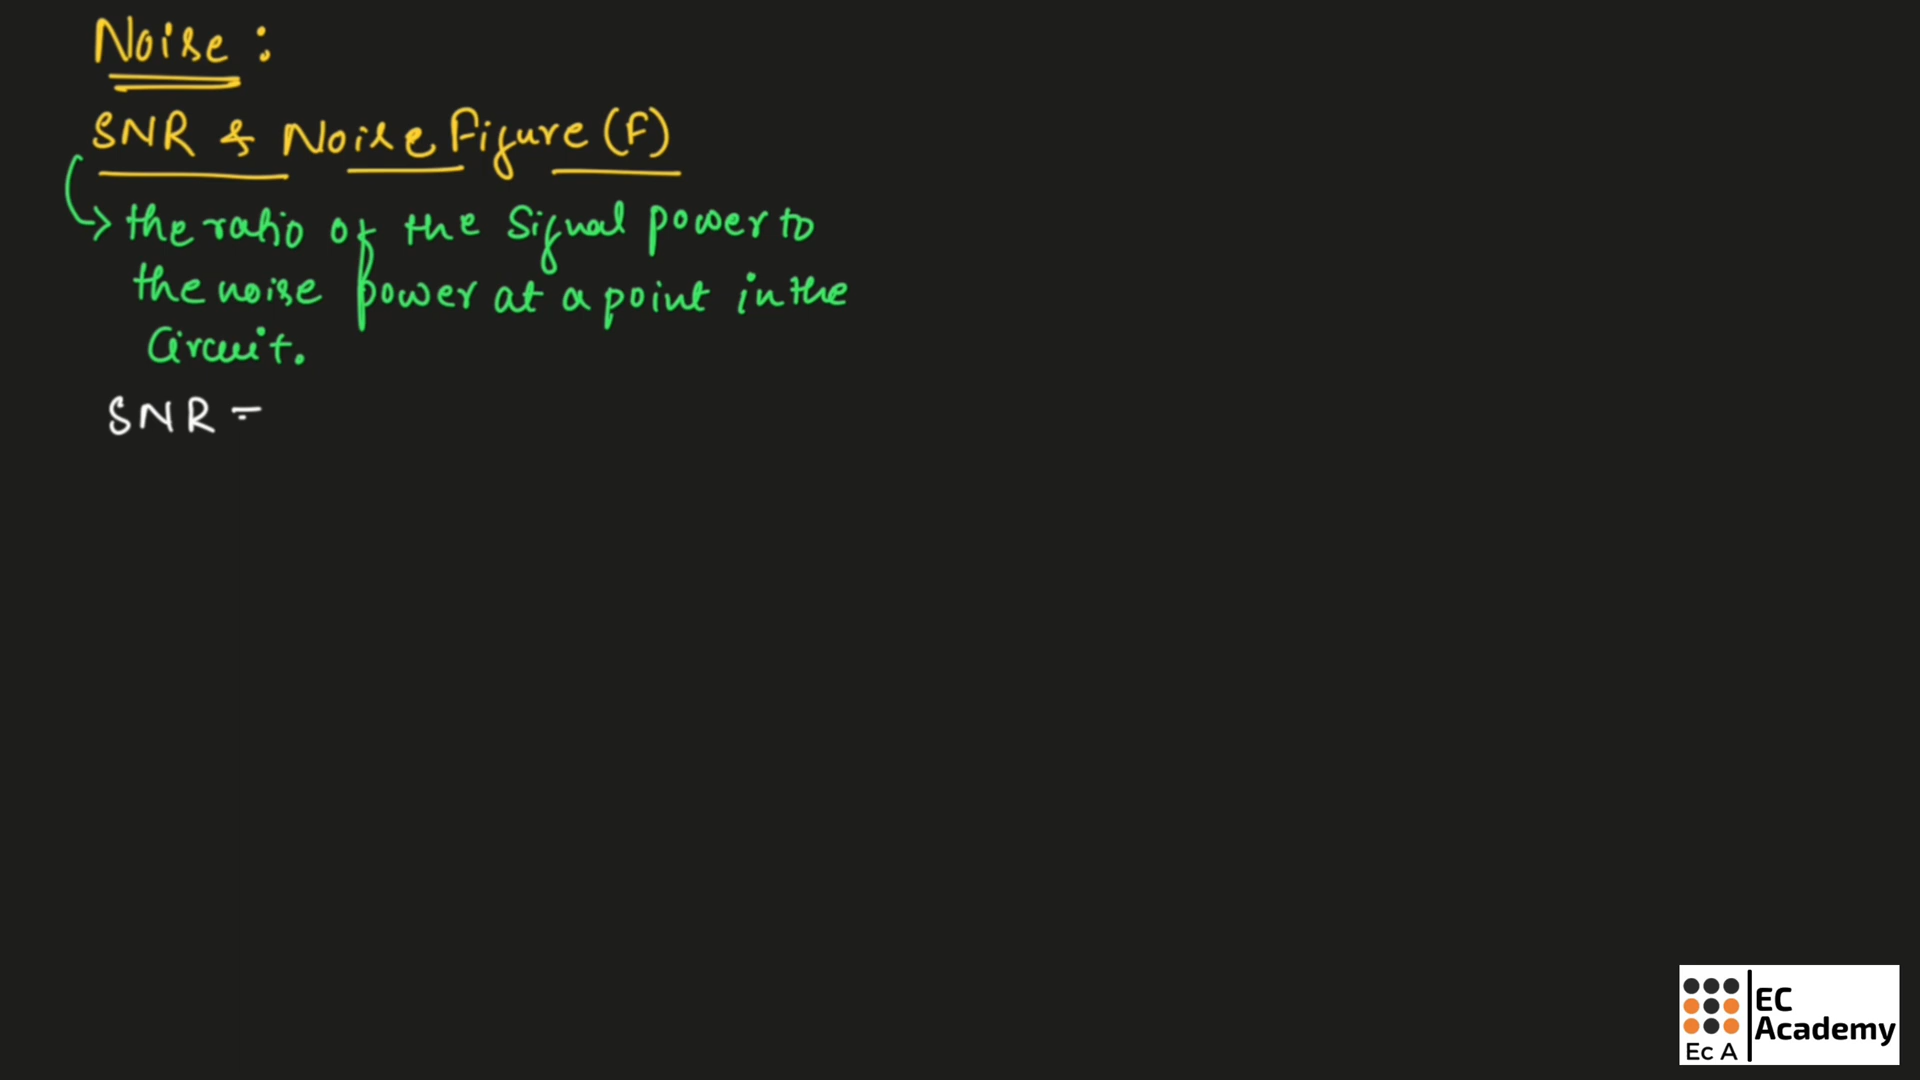 Noise :
SNR & Noise Figure (F)
the ratio of the signal power to
the noise power at a point in the
Circuit.
SNR =
EC
Academy
Ec A